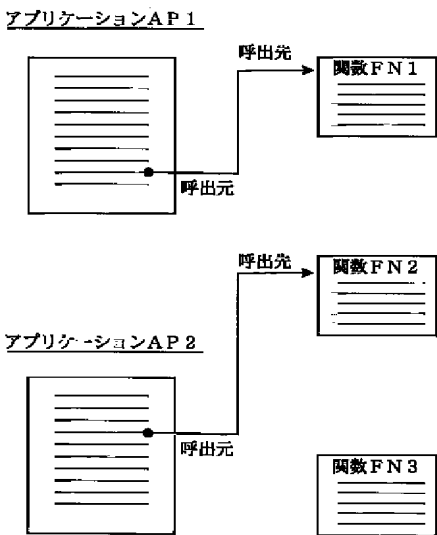 アプリケーションAP1
呼出先
関数FN1
呼出元
呼出先
関数FN2
アプリケーションAP2
呼出元
関数FN3